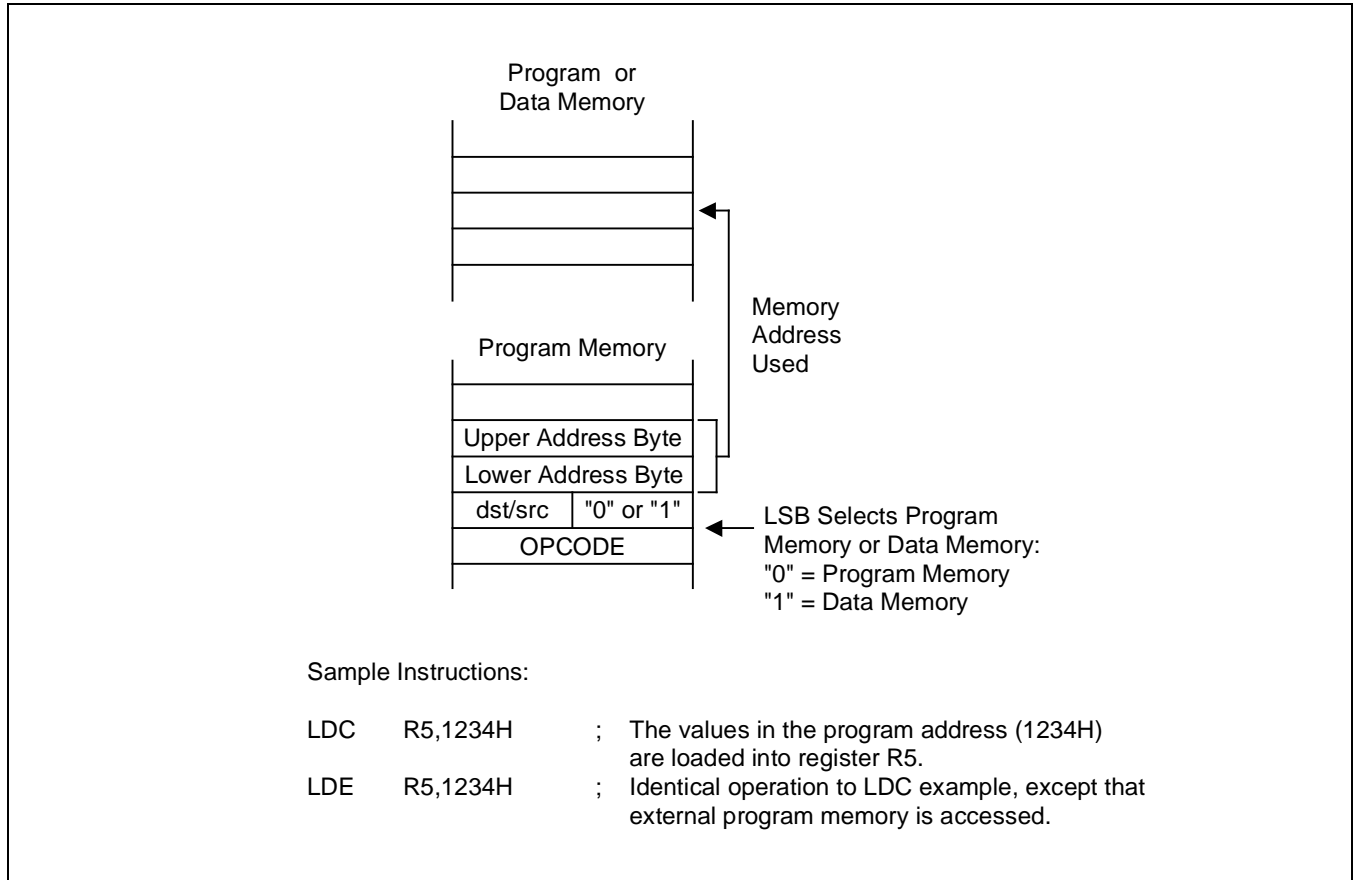 Program or
Data Memory
Memory
Address
Used
Program Memory
Upper Address Byte
Lower Address Byte
dst/src "0" or "1"
OPCODE
LSB Selects Program
Memory or Data Memory:
"0" = Program Memory
"1" = Data Memory
Sample Instructions:
LDC R5,1234H ; The values in the program address (1234H)
are loaded into register R5.
LDE R5,1234H ; Identical operation to LDC example, except that
external program memory is accessed.